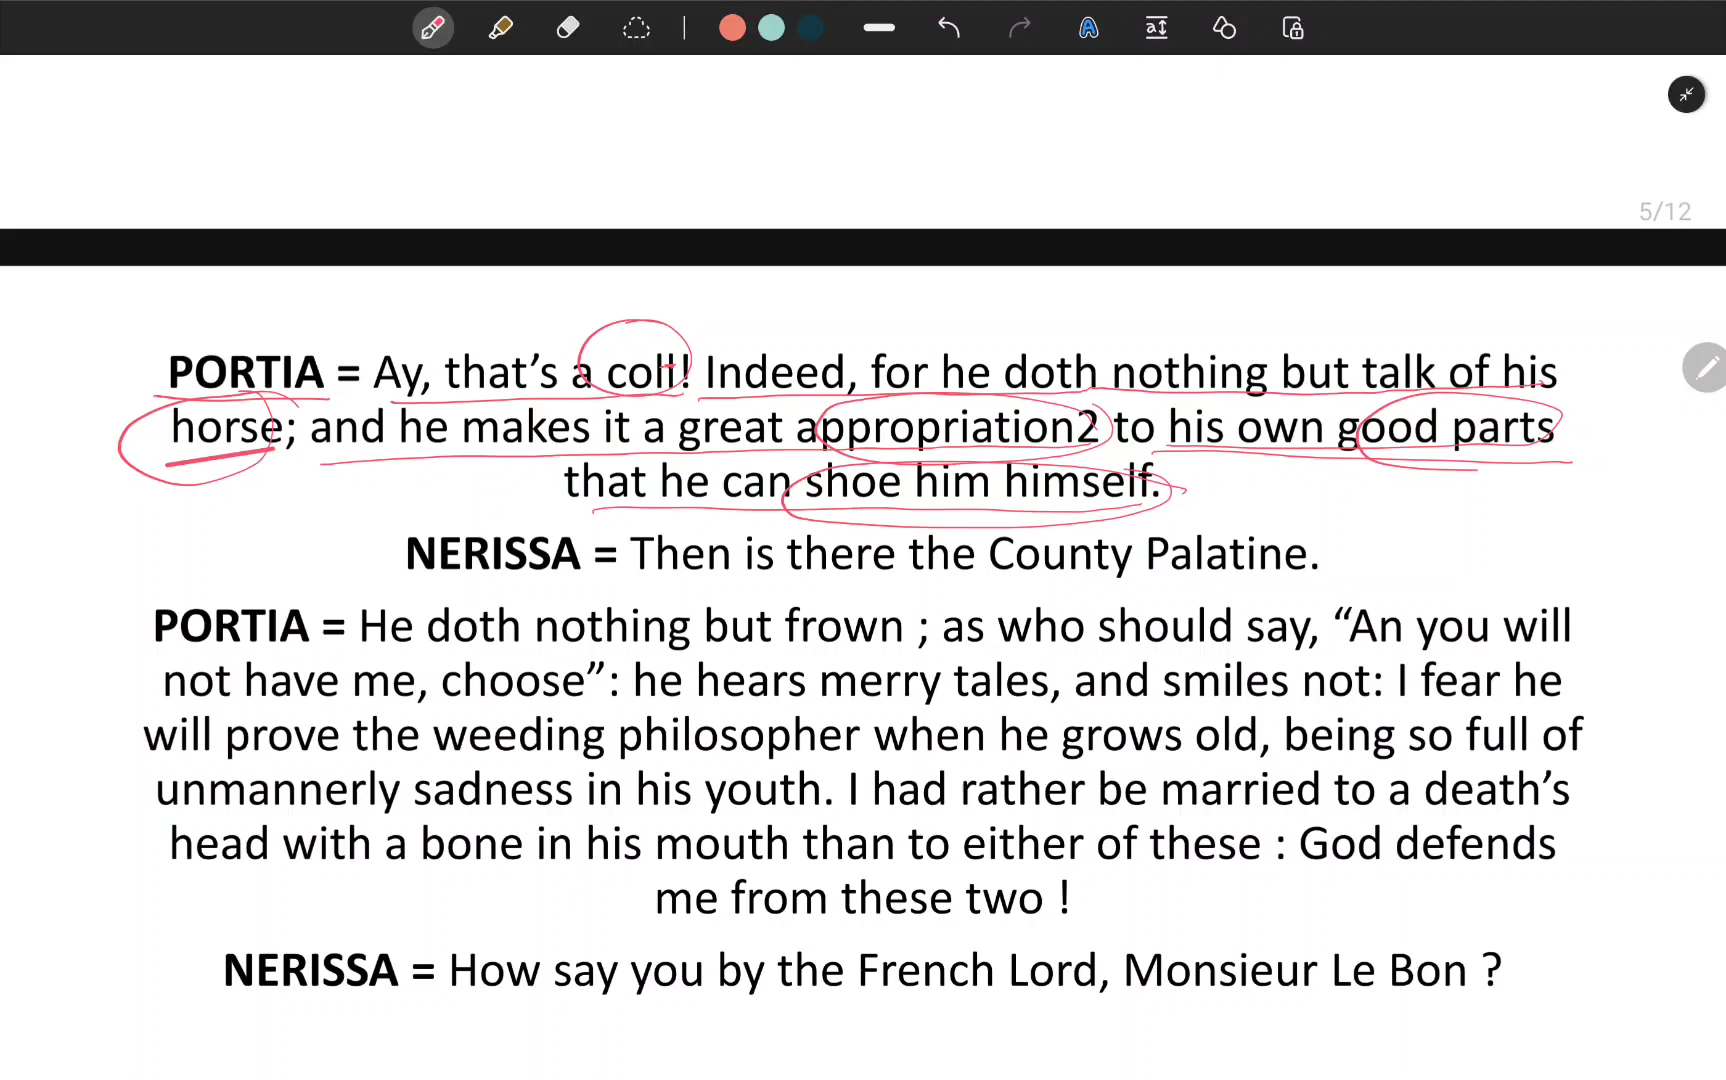 5/12
PORTIA = Ay, that’s a colt! Indeed, for he doth nothing but talk of his
horse; and he makes it a great appropriation2 to his own good parts
that he can shoe him himself.
NERISSA = Then is there the County Palatine.
PORTIA = He doth nothing but frown ; as who should say, “An you will
not have me, choose”: he hears merry tales, and smiles not: I fear he
will prove the weeding philosopher when he grows old, being so full of
unmannerly sadness in his youth. I had rather be married to a death’s
head with a bone in his mouth than to either of these : God defends
me from these two !
NERISSA = How say you by the French Lord, Monsieur Le Bon ?